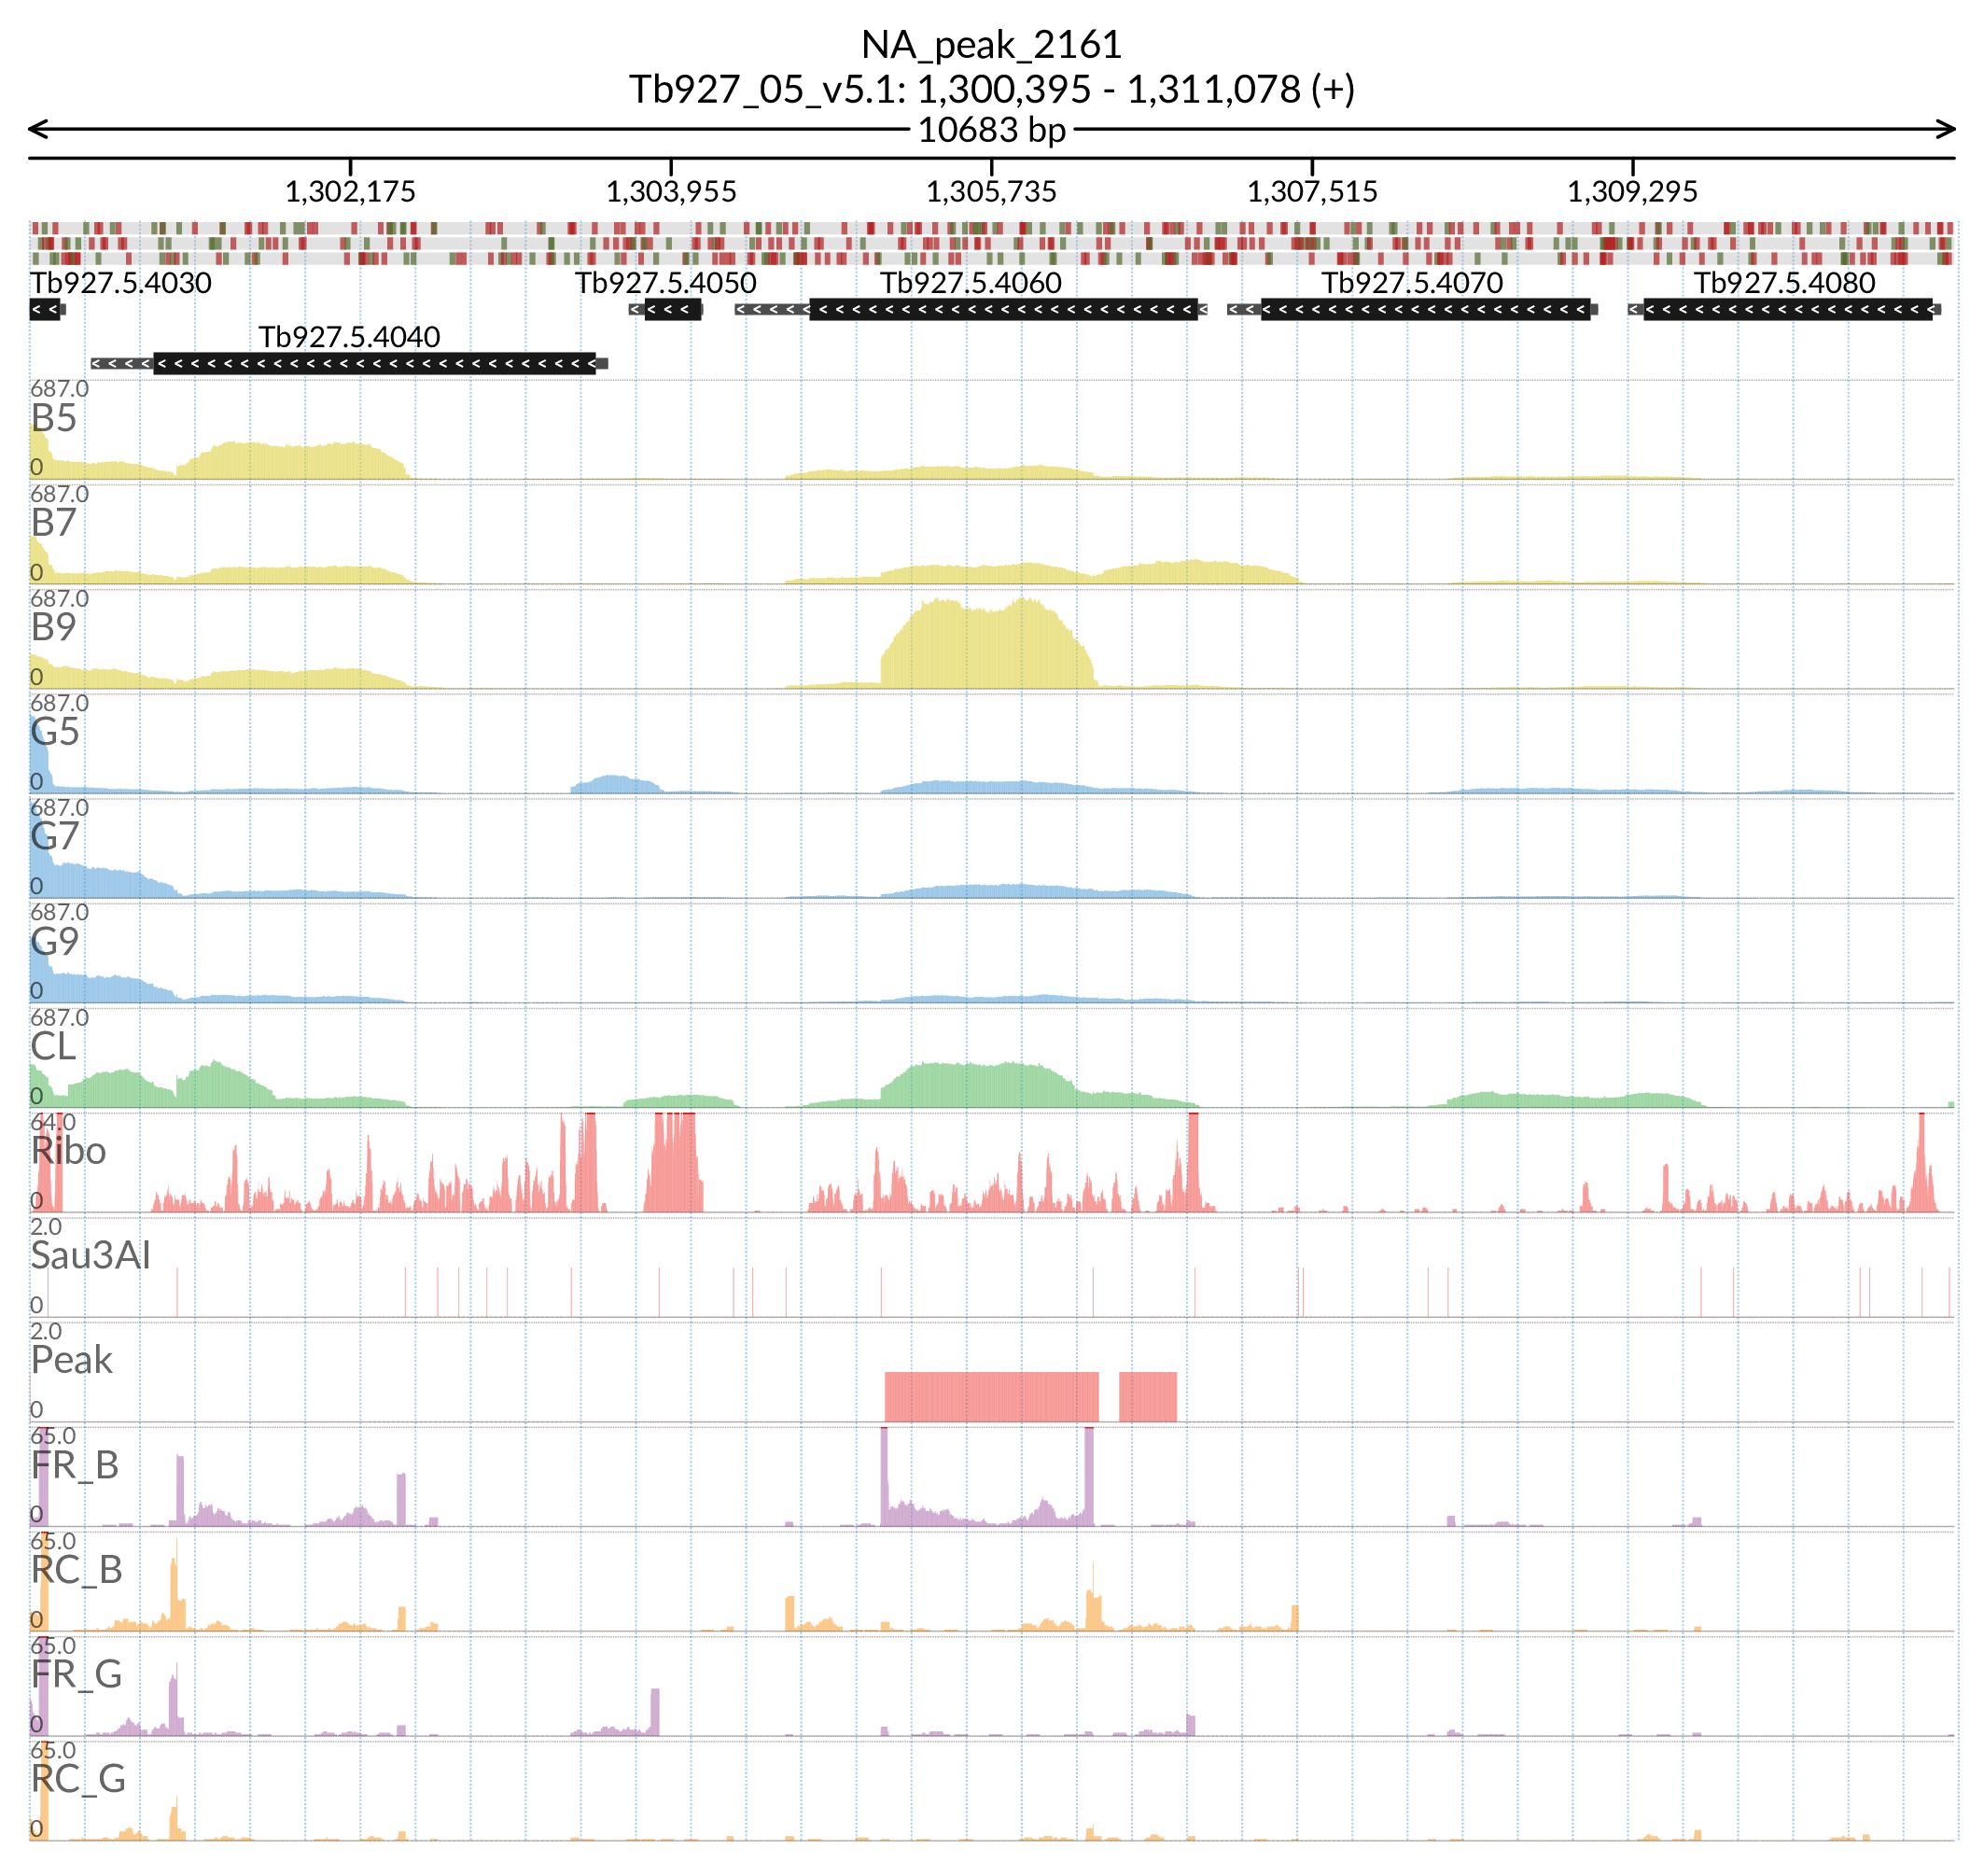 NA_peak_2161
Tb927_05_v5.1: 1,300,395 - 1,311,078 (+)
10683 bp
1,302,175 1,303,955 1,305,735 1,307,515 1,309,295
Tb927.5.4030 Tb927.5.4050 Tb927.5.4060 Tb927.5.4070 Tb927.5.4080
Tb927.5.4040
687.0
B5
0
687.0
B7
0
687.0
B9
0
687.0
G5
0
687.0
G7
0
687.0
G9
0
687.0
CL
0
64.0
Ribo
0
2.0
Sau3AI
0
2.0
Peak
0
65.0
FR_B
0
65.0
RC_B
0
65.0
FR_G
0
65.0
RC_G
0